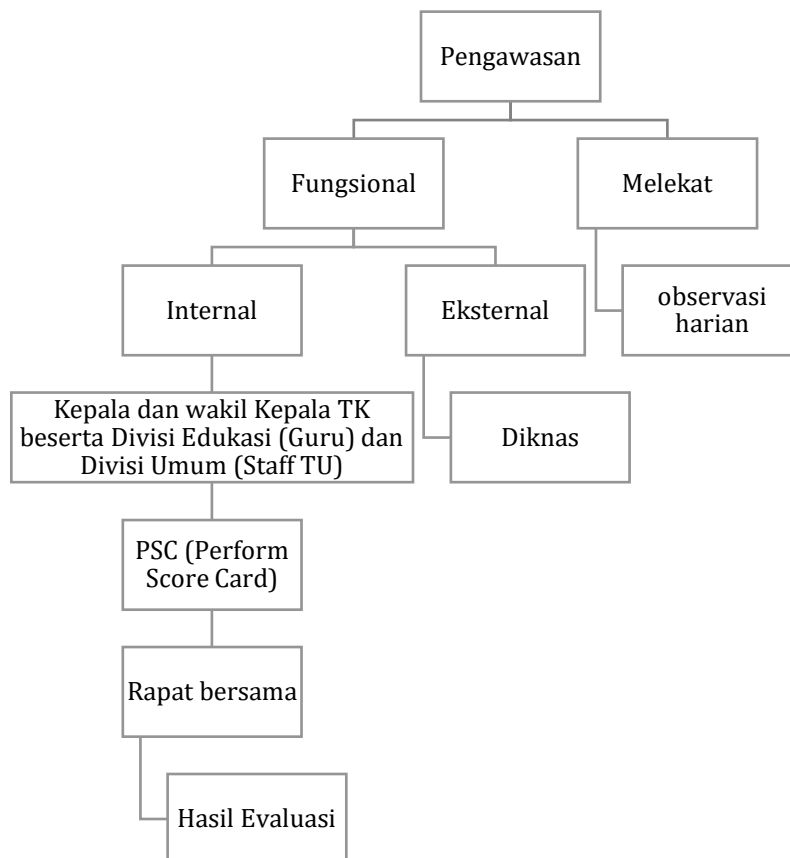 Pengawasan
Fungsional
Melekat
Internal
Eksternal
observasi
harian
Kepala dan wakil Kepala TK
beserta Divisi Edukasi (Guru) dan
Divisi Umum (Staff TU)
Diknas
PSC (Perform
Score Card)
Rapat bersama
Hasil Evaluasi